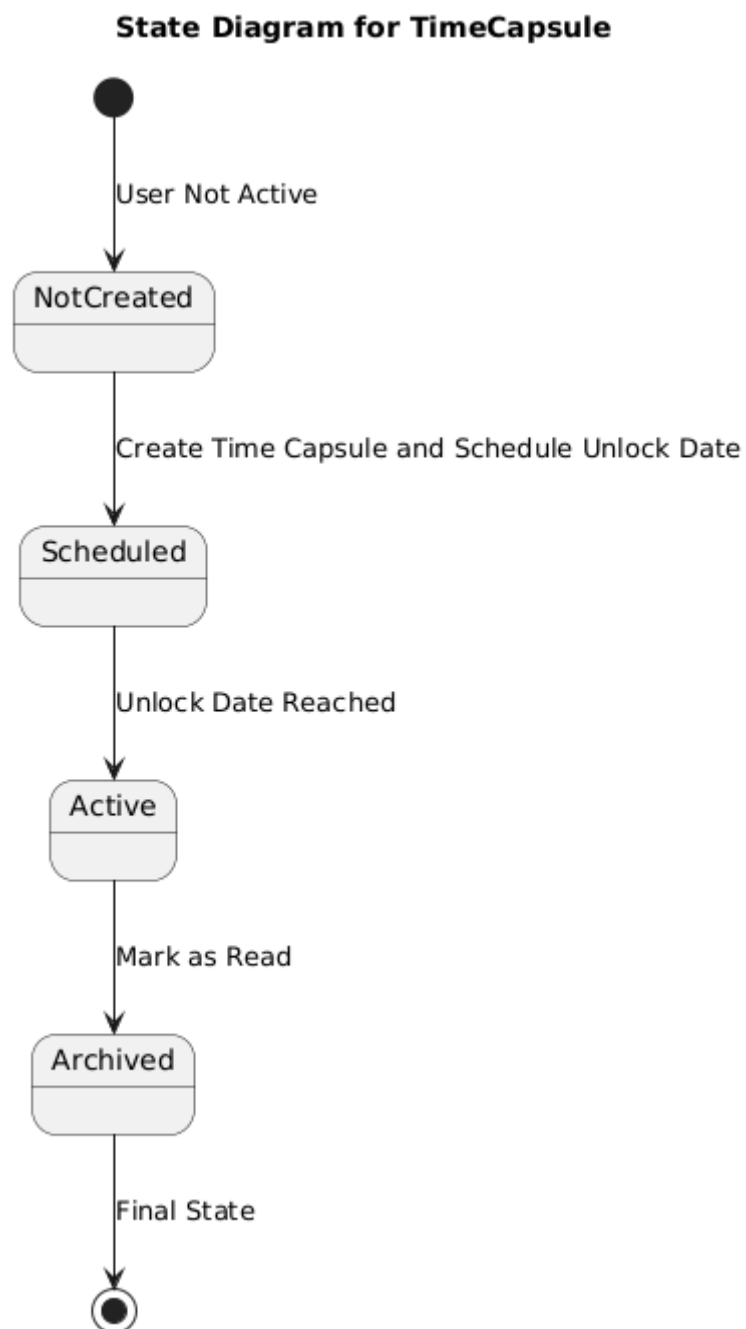 State Diagram for TimeCapsule
User Not Active
NotCreated
Create Time Capsule and Schedule Unlock Date
Scheduled
Unlock Date Reached
Active
Mark as Read
Archived
Final State